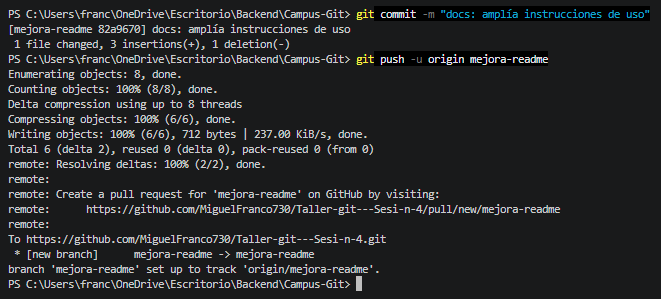 PS C:\Users\franc\OneDrive\Escritorio\Backend\Campus-Git> git commit -m "docs: amplía instrucciones de uso"
[mejora-readme 82a9670] docs: amplía instrucciones de uso
 1 file changed, 3 insertions(+), 1 deletion(-)
PS C:\Users\franc\OneDrive\Escritorio\Backend\Campus-Git> git push -u origin mejora-readme
Enumerating objects: 8, done.
Counting objects: 100% (8/8), done.
Delta compression using up to 8 threads
Compressing objects: 100% (6/6), done.
Writing objects: 100% (6/6), 712 bytes | 237.00 KiB/s, done.
Total 6 (delta 2), reused 0 (delta 0), pack-reused 0 (from 0)
remote: Resolving deltas: 100% (2/2), done.
remote:
remote: Create a pull request for 'mejora-readme' on GitHub by visiting:
remote:      https://github.com/MiguelFranco730/Taller-git---Sesi-n-4/pull/new/mejora-readme
remote:
To https://github.com/MiguelFranco730/Taller-git---Sesi-n-4.git
 * [new branch]      mejora-readme -> mejora-readme
branch 'mejora-readme' set up to track 'origin/mejora-readme'.
PS C:\Users\franc\OneDrive\Escritorio\Backend\Campus-Git>